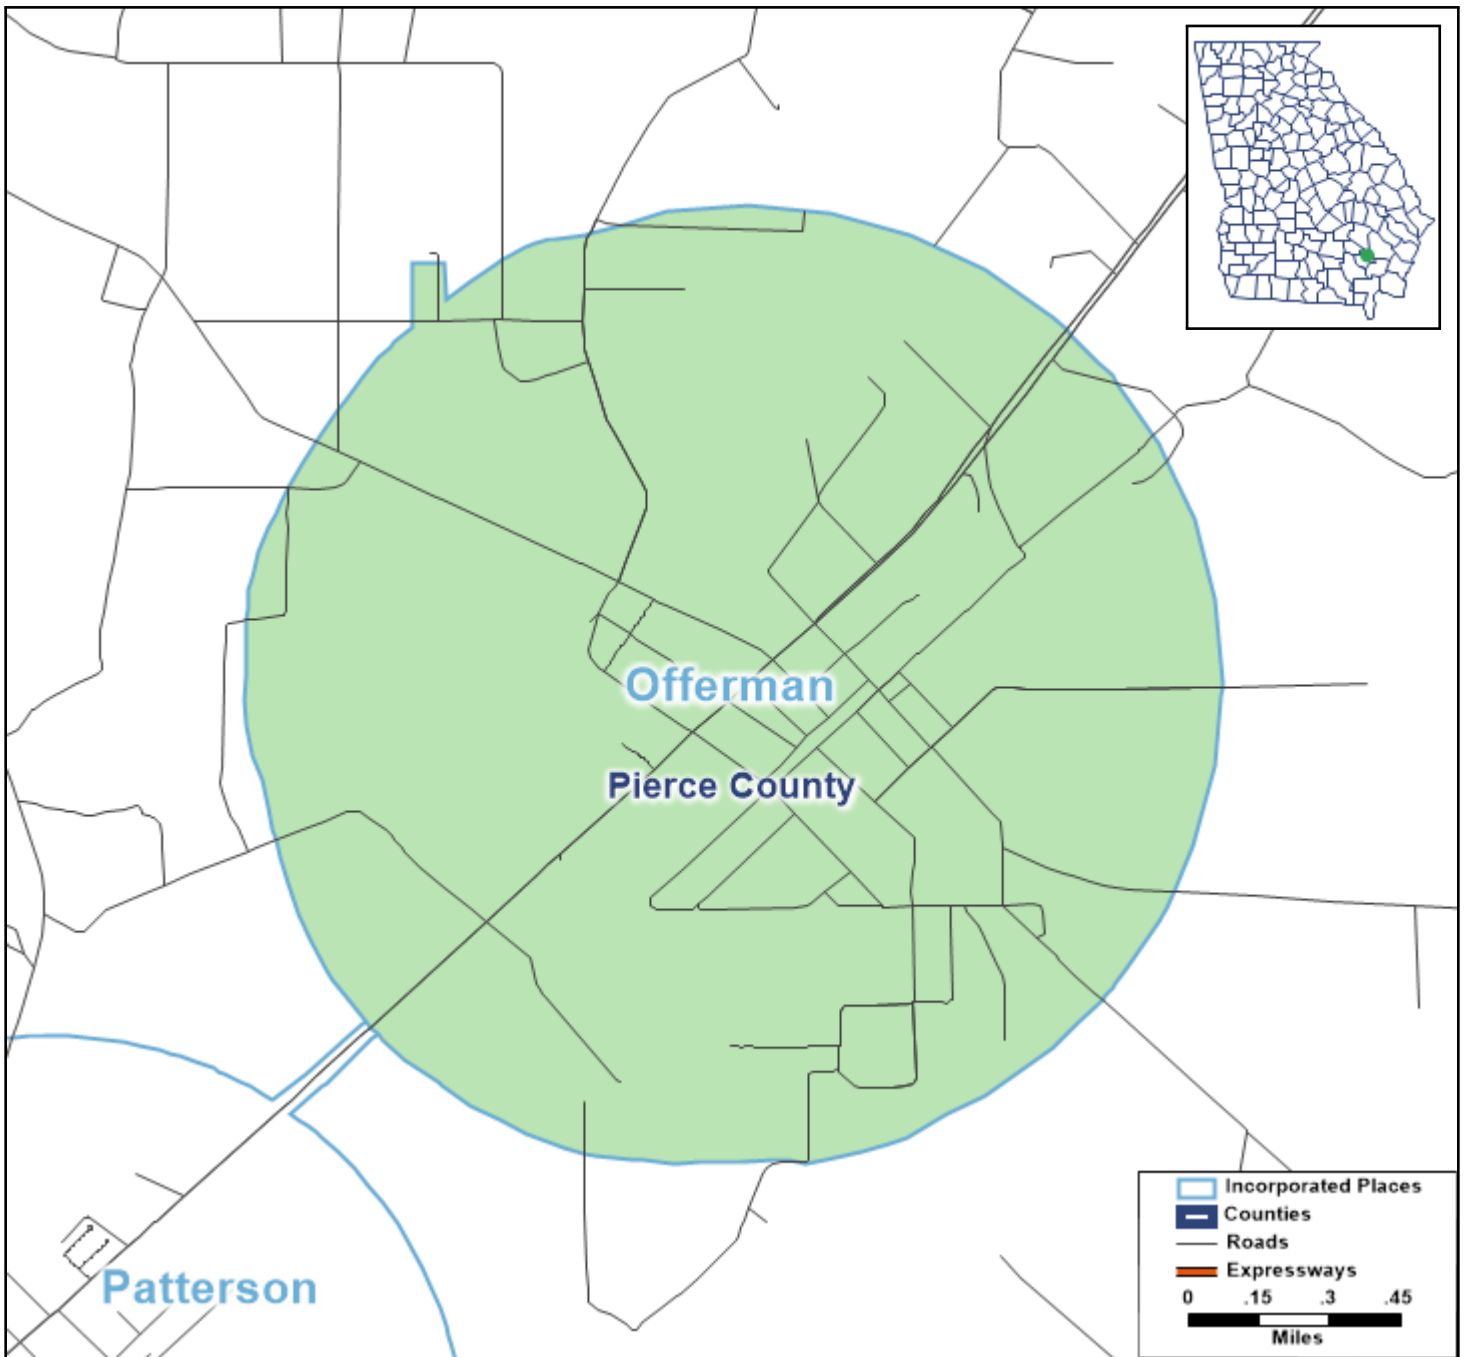 Offerman
Pierce County
Patterson
Incorporated Places
Counties
Roads
Expressways
0 .15 .3 .45
Miles